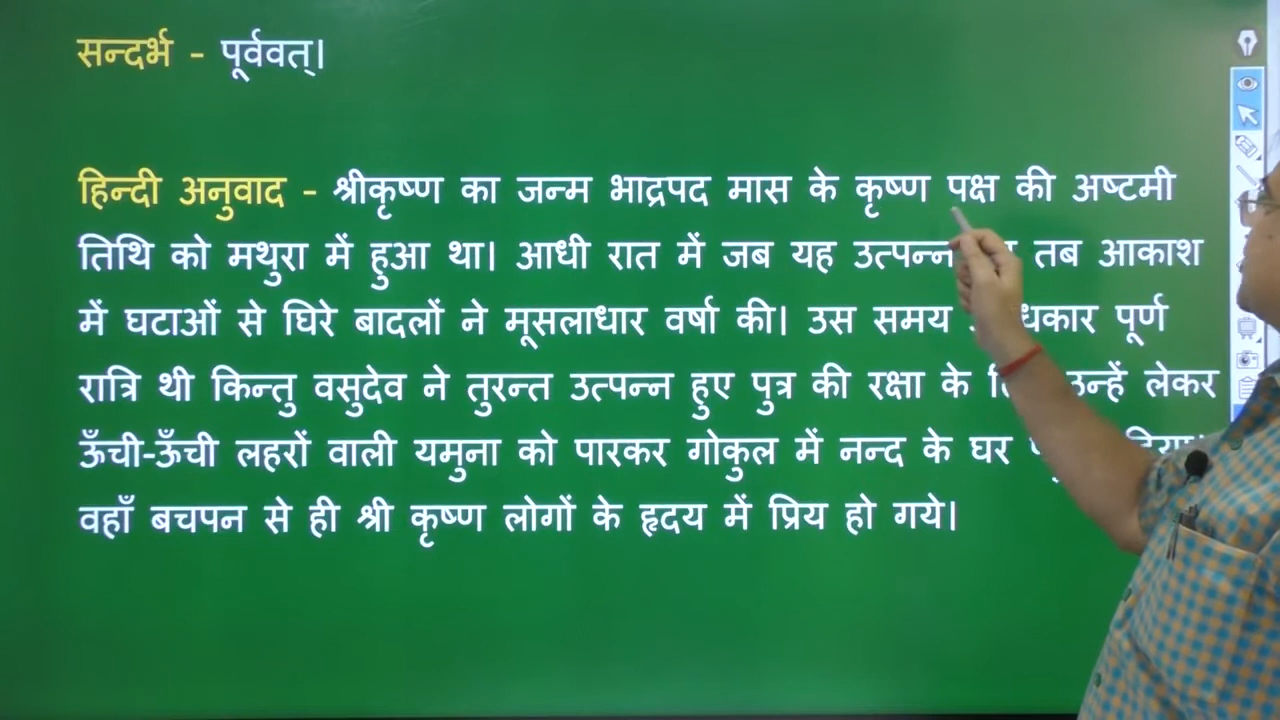 सन्दर्भ - पूर्ववत्।
हिन्दी अनुवाद - श्रीकृष्ण का जन्म भाद्रपद मास के कृष्ण पक्ष की अष्टमी
तिथि को मथुरा में हुआ था। आधी रात में जब यह उत्पन्न तब आकाश
में घटाओं से घिरे बादलों ने मूसलाधार वर्षा की। उस समय पूर्ण
रात्रि थी किन्तु वसुदेव ने तुरन्त उत्पन्न हुए पुत्र की रक्षा के उन्हें लेकर
ऊँची-ऊँची लहरों वाली यमुना को पारकर गोकुल में नन्द के घर
वहाँ बचपन से ही श्री कृष्ण लोगों के हृदय में प्रिय हो गये।